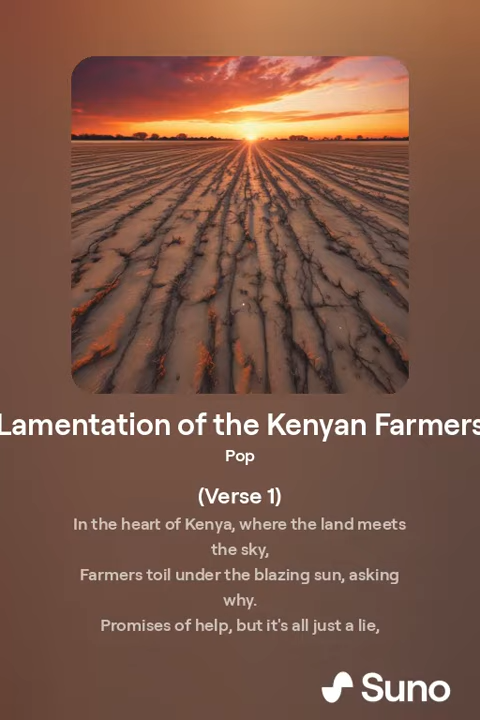 Lamentation of the Kenyan Farmers
Pop
(Verse 1)
In the heart of Kenya, where the land meets
the sky,
Farmers toil under the blazing sun, asking
why.
Promises of help, but it's all just a lie,
Suno